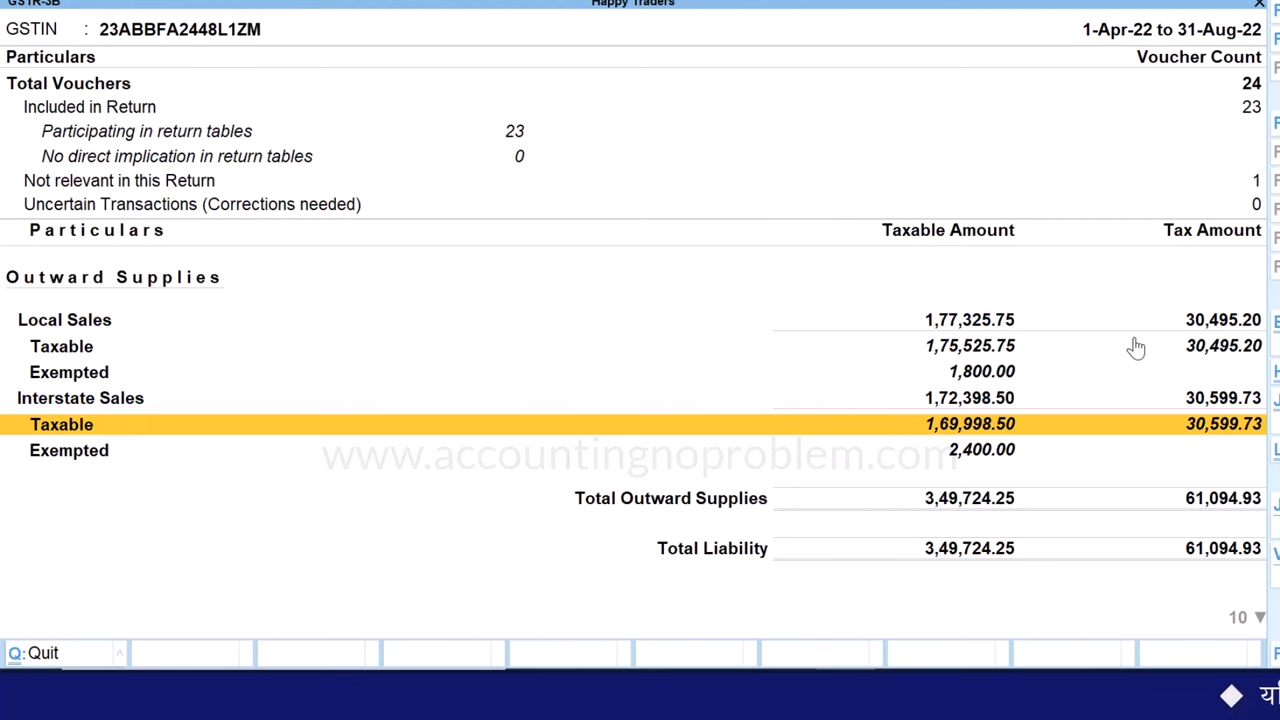 GSTR-3B Happy Traders
GSTIN : 23ABBFA2448L1ZM 1-Apr-22 to 31-Aug-22
Particulars Voucher Count
Total Vouchers 24
Included in Return 23
Participating in return tables 23
No direct implication in return tables 0
Not relevant in this Return 1
Uncertain Transactions (Corrections needed) 0
Particulars Taxable Amount Tax Amount
Outward Supplies
Local Sales 1,77,325.75 30,495.20
Taxable 1,75,525.75 30,495.20
Exempted 1,800.00
Interstate Sales 1,72,398.50 30,599.73
Taxable 1,69,998.50 30,599.73
Exempted 2,400.00
www.accountingnoproblem.com
Total Outward Supplies 3,49,724.25 61,094.93
Total Liability 3,49,724.25 61,094.93
10 ▼
Q: Quit